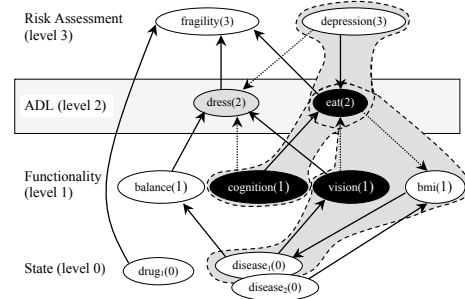 Risk Assessment
(level 3)
fragility(3)
depression(3)
ADL (level 2)
dress(2)
eat(2)
Functionality
(level 1)
balance(1)
cognition(1)
vision(1)
bmi(1)
State (level 0)
drug₁(0)
disease₁(0)
disease₂(0)